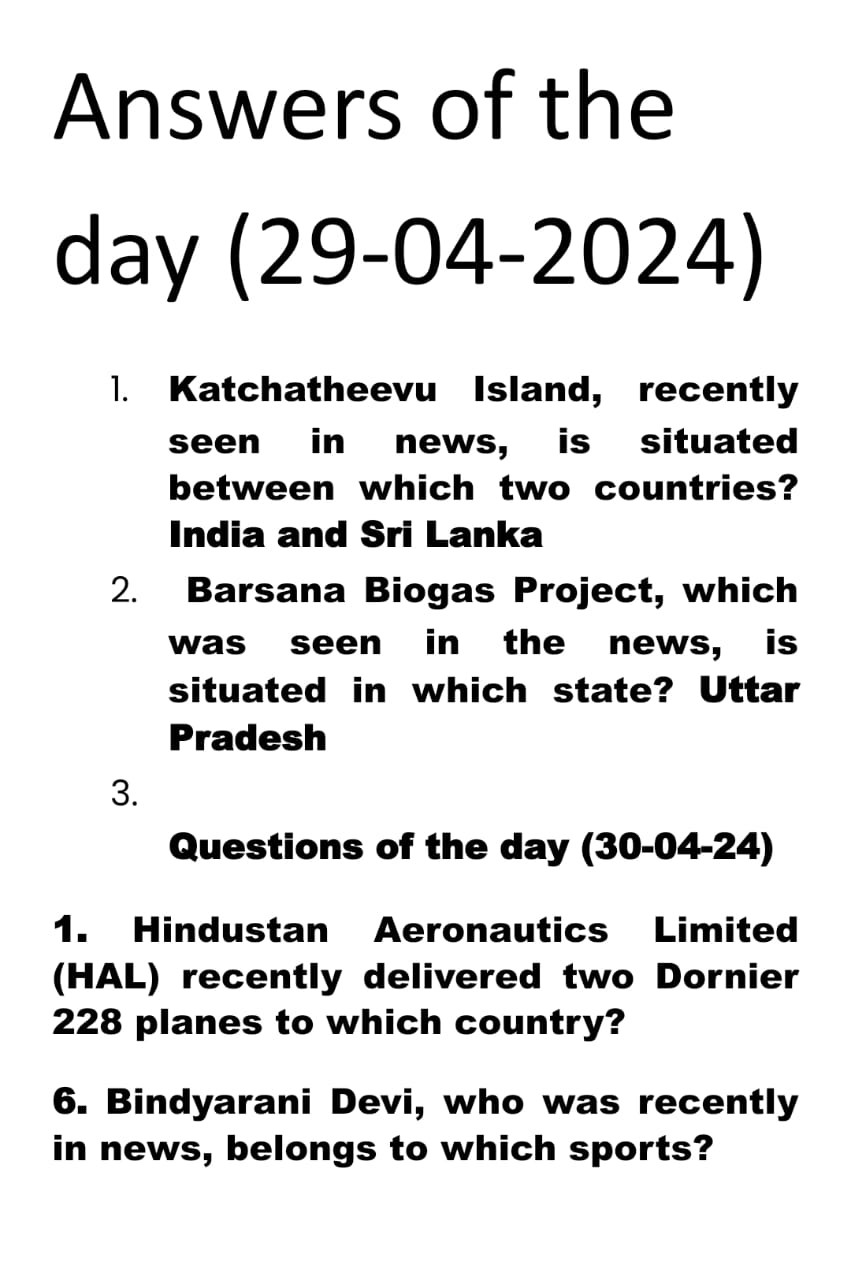 Answers of the
day (29-04-2024)
1. Katchatheevu Island, recently
seen in news, is situated
between which two countries?
India and Sri Lanka
2. Barsana Biogas Project, which
was seen in the news, is
situated in which state? Uttar
Pradesh
3.
Questions of the day (30-04-24)
1. Hindustan Aeronautics Limited
(HAL) recently delivered two Dornier
228 planes to which country?
6. Bindyarani Devi, who was recently
in news, belongs to which sports?